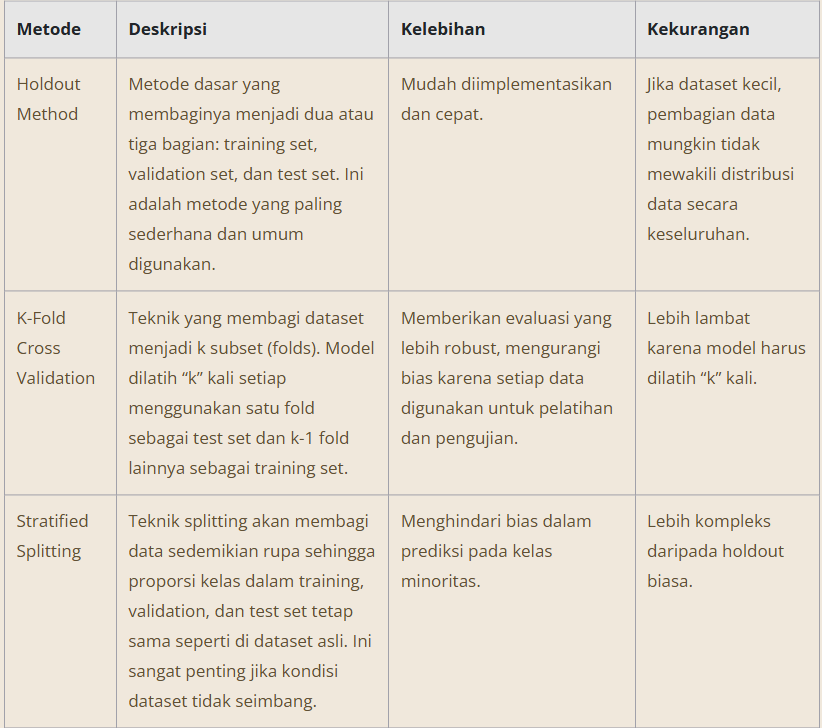 Metode
Deskripsi
Kelebihan
Kekurangan
Holdout
Method
Metode dasar yang
membaginya menjadi dua atau
tiga bagian: training set,
validation set, dan test set. Ini
adalah metode yang paling
sederhana dan umum
digunakan.
Mudah diimplementasikan
dan cepat.
Jika dataset kecil,
pembagian data
mungkin tidak
mewakili distribusi
data secara
keseluruhan.
K-Fold
Cross
Validation
Teknik yang membagi dataset
menjadi k subset (folds). Model
dilatih “k” kali setiap
menggunakan satu fold
sebagai test set dan k-1 fold
lainnya sebagai training set.
Memberikan evaluasi yang
lebih robust, mengurangi
bias karena setiap data
digunakan untuk pelatihan
dan pengujian.
Lebih lambat
karena model harus
dilatih “k” kali.
Stratified
Splitting
Teknik splitting akan membagi
data sedemikian rupa sehingga
proporsi kelas dalam training,
validation, dan test set tetap
sama seperti di dataset asli. Ini
sangat penting jika kondisi
dataset tidak seimbang.
Menghindari bias dalam
prediksi pada kelas
minoritas.
Lebih kompleks
daripada holdout
biasa.